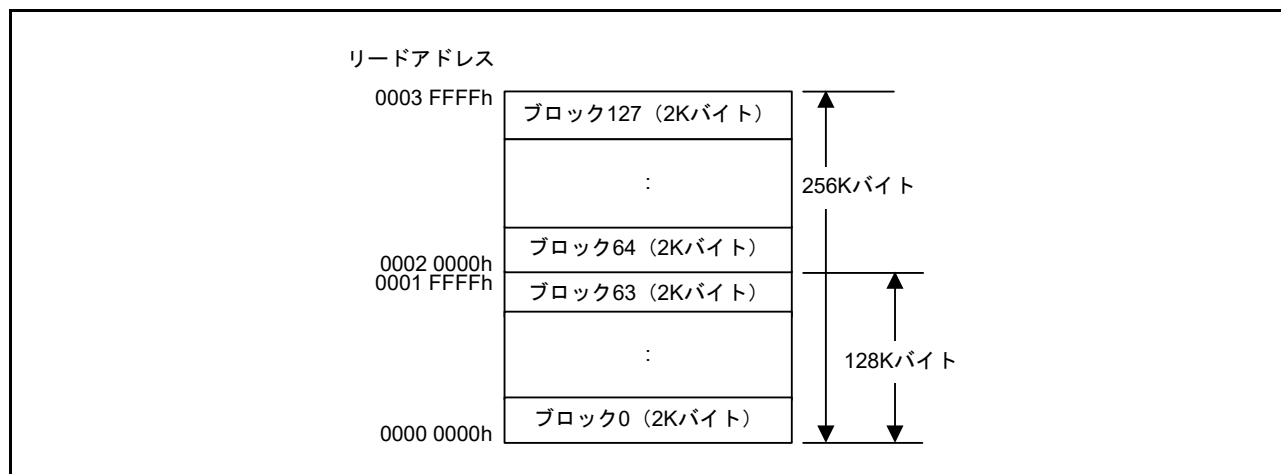 リードアドレス
0003 FFFFh
ブロック127（2Kバイト）
:
256Kバイト
ブロック64（2Kバイト）
0002 0000h
0001 FFFFh
ブロック63（2Kバイト）
:
128Kバイト
ブロック0（2Kバイト）
0000 0000h